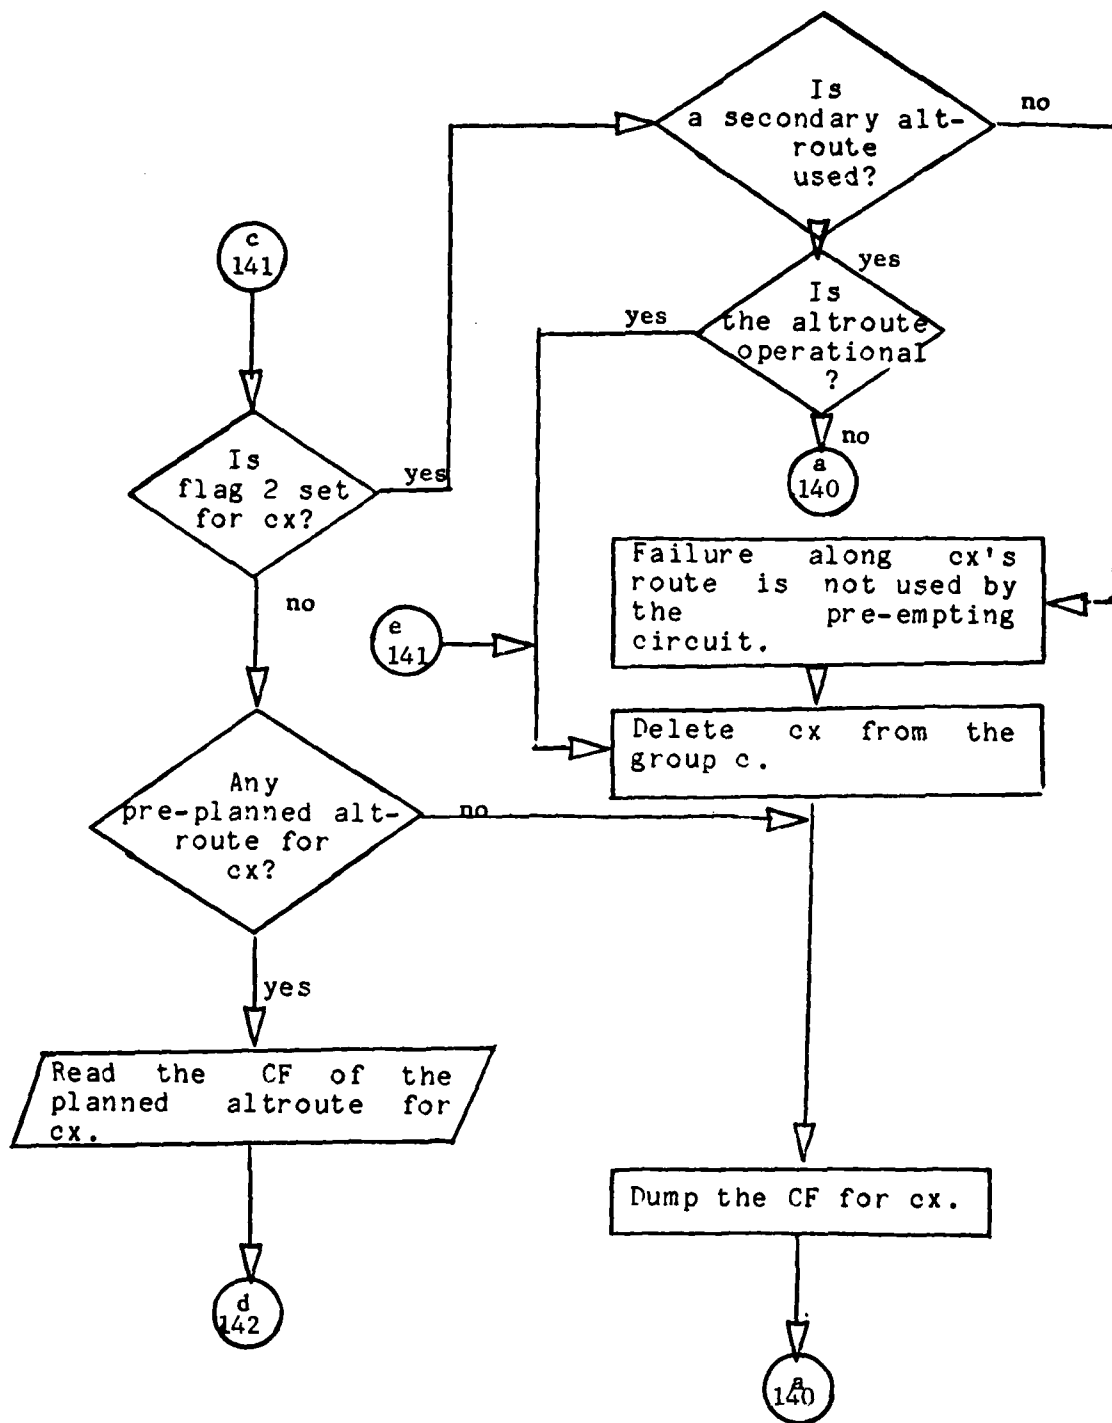 Is
a secondary alt-
route
used?
no
yes
c
141
Is
the altroute
operational
?
yes
no
a
140
Is
flag 2 set
for cx?
yes
no
Failure along cx's
route is not used by
the pre-empting
circuit.
e
141
Delete cx from the
group c.
Any
pre-planned alt-
route for
cx?
no
yes
Read the CF of the
planned altroute for
cx.
Dump the CF for cx.
d
142
a
140